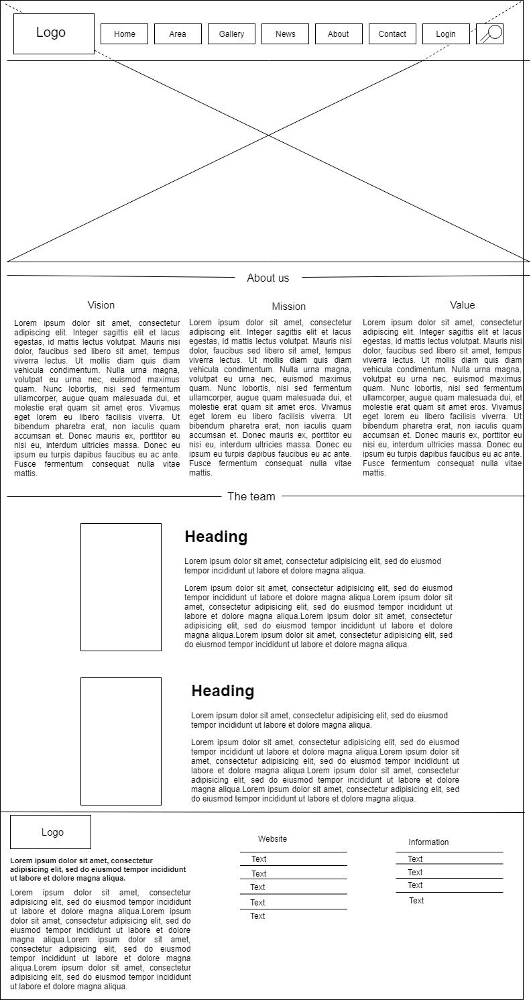 Logo
Home
Area
Gallery
News
About
Contact
Login
About us
Vision
Lorem ipsum dolor sit amet, consectetur
adipiscing elit. Integer sagittis elit et lacus
egestas, id mattis lectus volutpat. Mauris nisi
dolor, faucibus sed libero sit amet, tempus
viverra lectus. Ut mollis diam quis diam
vehicula condimentum. Nulla urna magna,
volutpat eu urna nec, euismod maximus
quam. Nunc lobortis, nisi sed fermentum
ullamcorper, augue quam malesuada dui, et
molestie erat quam sit amet eros. Vivamus
eget lorem eu libero facilisis viverra. Ut
bibendum pharetra erat, non iaculis quam
accumsan et. Donec mauris ex, porttitor eu
nisi eu, interdum ultricies massa. Donec eu
ipsum eu turpis dapibus faucibus eu ac ante.
Fusce fermentum consequat nulla vitae
mattis.
Mission
Lorem ipsum dolor sit amet, consectetur
adipiscing elit. Integer sagittis elit et lacus
egestas, id mattis lectus volutpat. Mauris nisi
dolor, faucibus sed libero sit amet, tempus
viverra lectus. Ut mollis diam quis diam
vehicula condimentum. Nulla urna magna,
volutpat eu urna nec, euismod maximus
quam. Nunc lobortis, nisi sed fermentum
ullamcorper, augue quam malesuada dui, et
molestie erat quam sit amet eros. Vivamus
eget lorem eu libero facilisis viverra. Ut
bibendum pharetra erat, non iaculis quam
accumsan et. Donec mauris ex, porttitor eu
nisi eu, interdum ultricies massa. Donec eu
ipsum eu turpis dapibus faucibus eu ac ante.
Fusce fermentum consequat nulla vitae
mattis.
Value
Lorem ipsum dolor sit amet, consectetur
adipiscing elit. Integer sagittis elit et lacus
egestas, id mattis lectus volutpat. Mauris nisi
dolor, faucibus sed libero sit amet, tempus
viverra lectus. Ut mollis diam quis diam
vehicula condimentum. Nulla urna magna,
volutpat eu urna nec, euismod maximus
quam. Nunc lobortis, nisi sed fermentum
ullamcorper, augue quam malesuada dui, et
molestie erat quam sit amet eros. Vivamus
eget lorem eu libero facilisis viverra. Ut
bibendum pharetra erat, non iaculis quam
accumsan et. Donec mauris ex, porttitor eu
nisi eu, interdum ultricies massa. Donec eu
ipsum eu turpis dapibus faucibus eu ac ante.
Fusce fermentum consequat nulla vitae
mattis.
The team
Heading
Lorem ipsum dolor sit amet, consectetur adipisicing elit, sed do eiusmod
tempor incididunt ut labore et dolore magna aliqua.
Lorem ipsum dolor sit amet, consectetur adipisicing elit, sed do eiusmod
tempor incididunt ut labore et dolore magna aliqua.Lorem ipsum dolor sit
amet, consectetur adipisicing elit, sed do eiusmod tempor incididunt ut
labore et dolore magna aliqua.Lorem ipsum dolor sit amet, consectetur
adipisicing elit, sed do eiusmod tempor incididunt ut labore et dolore
magna aliqua.Lorem ipsum dolor sit amet, consectetur adipisicing elit, sed
do eiusmod tempor incididunt ut labore et dolore magna aliqua.
Heading
Lorem ipsum dolor sit amet, consectetur adipisicing elit, sed do eiusmod
tempor incididunt ut labore et dolore magna aliqua.
Lorem ipsum dolor sit amet, consectetur adipisicing elit, sed do eiusmod
tempor incididunt ut labore et dolore magna aliqua.Lorem ipsum dolor sit
amet, consectetur adipisicing elit, sed do eiusmod tempor incididunt ut
labore et dolore magna aliqua.Lorem ipsum dolor sit amet, consectetur
adipisicing elit, sed do eiusmod tempor incididunt ut labore et dolore
magna aliqua.Lorem ipsum dolor sit amet, consectetur adipisicing elit, sed
do eiusmod tempor incididunt ut labore et dolore magna aliqua.
Logo
Lorem ipsum dolor sit amet, consectetur
adipisicing elit, sed do eiusmod tempor incididunt
ut labore et dolore magna aliqua.
Lorem ipsum dolor sit amet, consectetur
adipisicing elit, sed do eiusmod tempor incididunt
ut labore et dolore magna aliqua.Lorem ipsum
dolor sit amet, consectetur adipisicing elit, sed do
eiusmod tempor incididunt ut labore et dolore
magna aliqua.Lorem ipsum dolor sit amet,
consectetur adipisicing elit, sed do eiusmod
tempor incididunt ut labore et dolore magna
aliqua.Lorem ipsum dolor sit amet, consectetur
adipisicing elit, sed do eiusmod tempor incididunt
ut labore et dolore magna aliqua.
Website
Text
Text
Text
Text
Text
Information
Text
Text
Text
Text